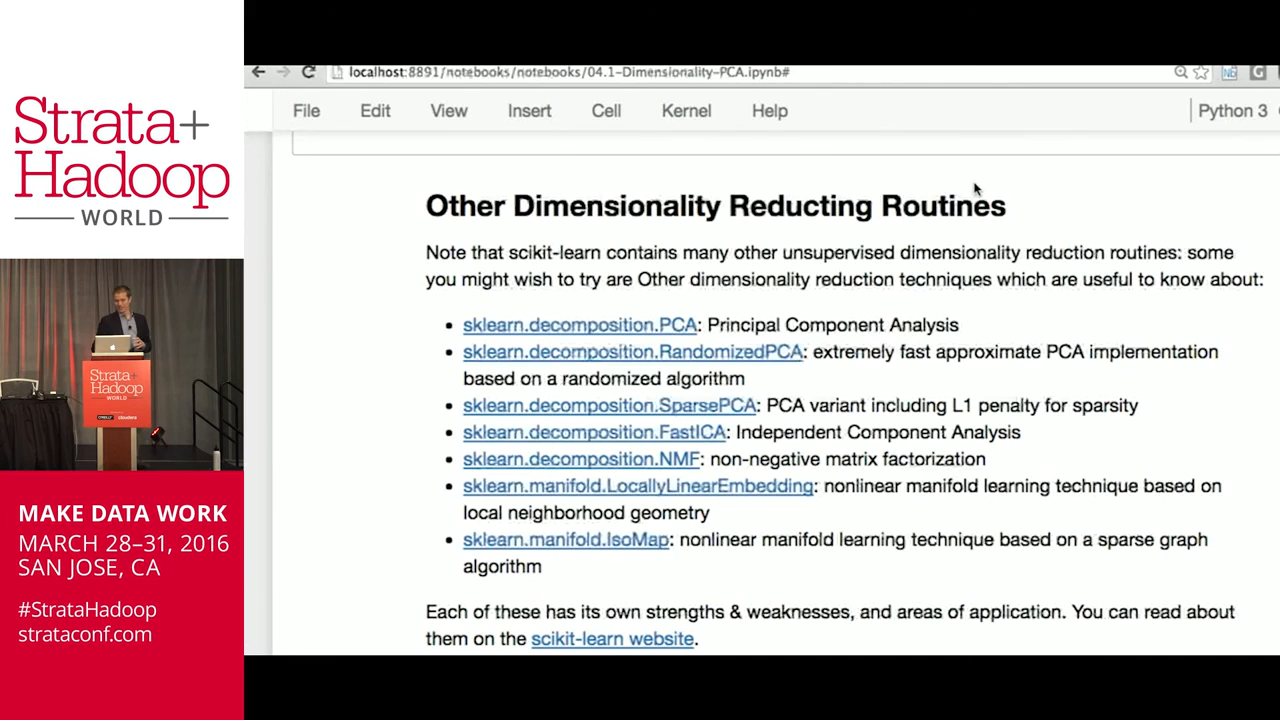 Strata+
Hadoop
WORLD
Strata+
Hadoop
WORLD
MAKE DATA WORK
MARCH 28–31, 2016
SAN JOSE, CA
#StrataHadoop
strataconf.com
localhost:8891/notebooks/notebooks/04.1-Dimensionality-PCA.ipynb#
File Edit View Insert Cell Kernel Help Python 3
Other Dimensionality Reducting Routines
Note that scikit-learn contains many other unsupervised dimensionality reduction routines: some
you might wish to try are Other dimensionality reduction techniques which are useful to know about:
• sklearn.decomposition.PCA: Principal Component Analysis
• sklearn.decomposition.RandomizedPCA: extremely fast approximate PCA implementation
based on a randomized algorithm
• sklearn.decomposition.SparsePCA: PCA variant including L1 penalty for sparsity
• sklearn.decomposition.FastICA: Independent Component Analysis
• sklearn.decomposition.NMF: non-negative matrix factorization
• sklearn.manifold.LocallyLinearEmbedding: nonlinear manifold learning technique based on
local neighborhood geometry
• sklearn.manifold.IsoMap: nonlinear manifold learning technique based on a sparse graph
algorithm
Each of these has its own strengths & weaknesses, and areas of application. You can read about
them on the scikit-learn website.